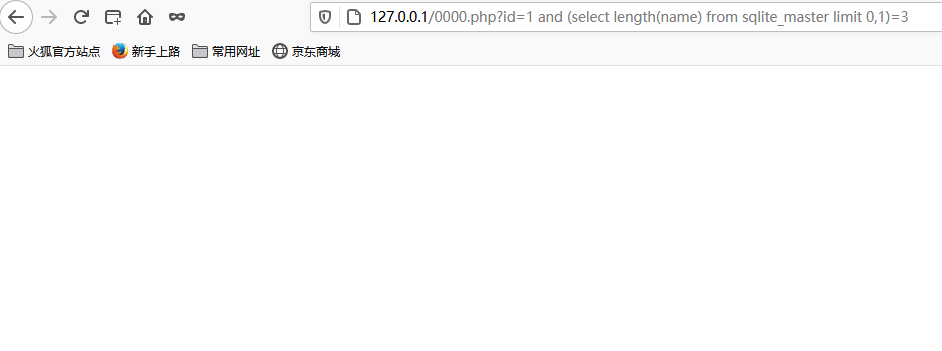 127.0.0.1/0000.php?id=1 and (select length(name) from sqlite_master limit 0,1)=3
火狐官方站点 新手上路 常用网址 京东商城